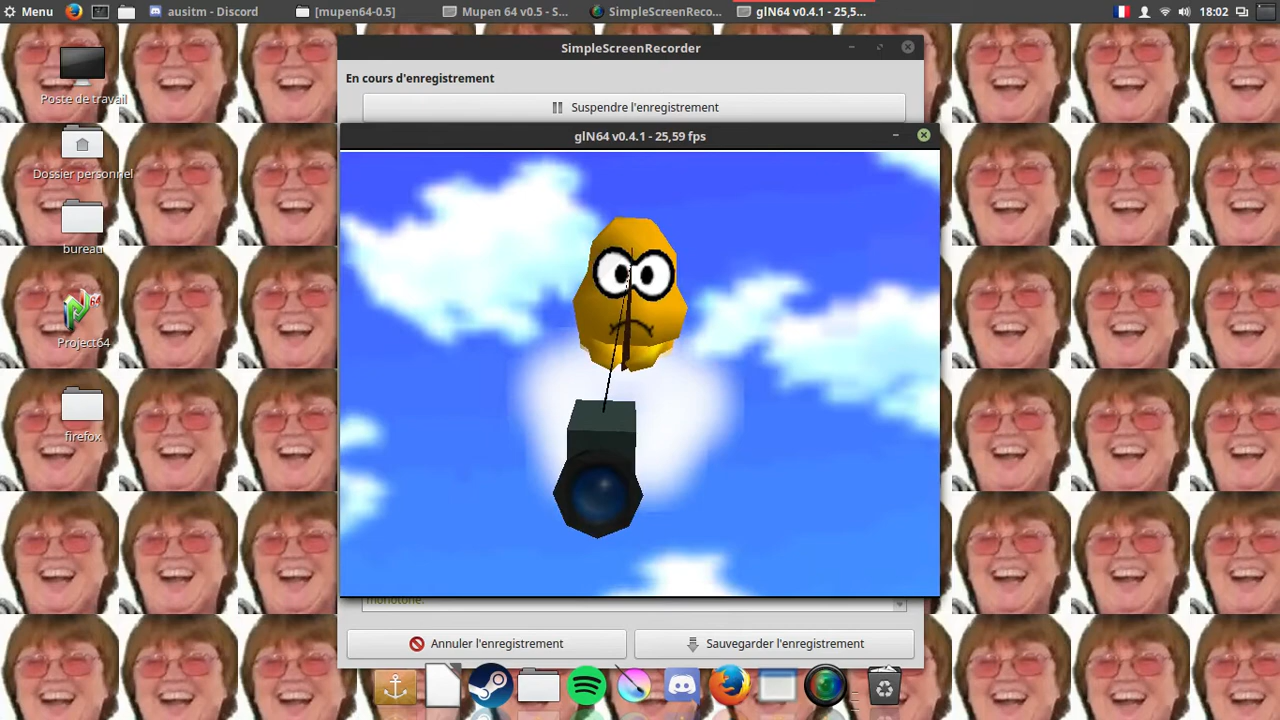 Menu
ausitm - Discord
[mupen64-0.5]
Mupen 64 v0.5 - S...
SimpleScreenReco...
glN64 v0.4.1 - 25,5...
18:02
SimpleScreenRecorder
En cours d'enregistrement
Suspendre l'enregistrement
glN64 v0.4.1 - 25,59 fps
Poste de travail
Dossier personnel
bureau
64
Project64
firefox
monotone.
Annuler l'enregistrement
Sauvegarder l'enregistrement